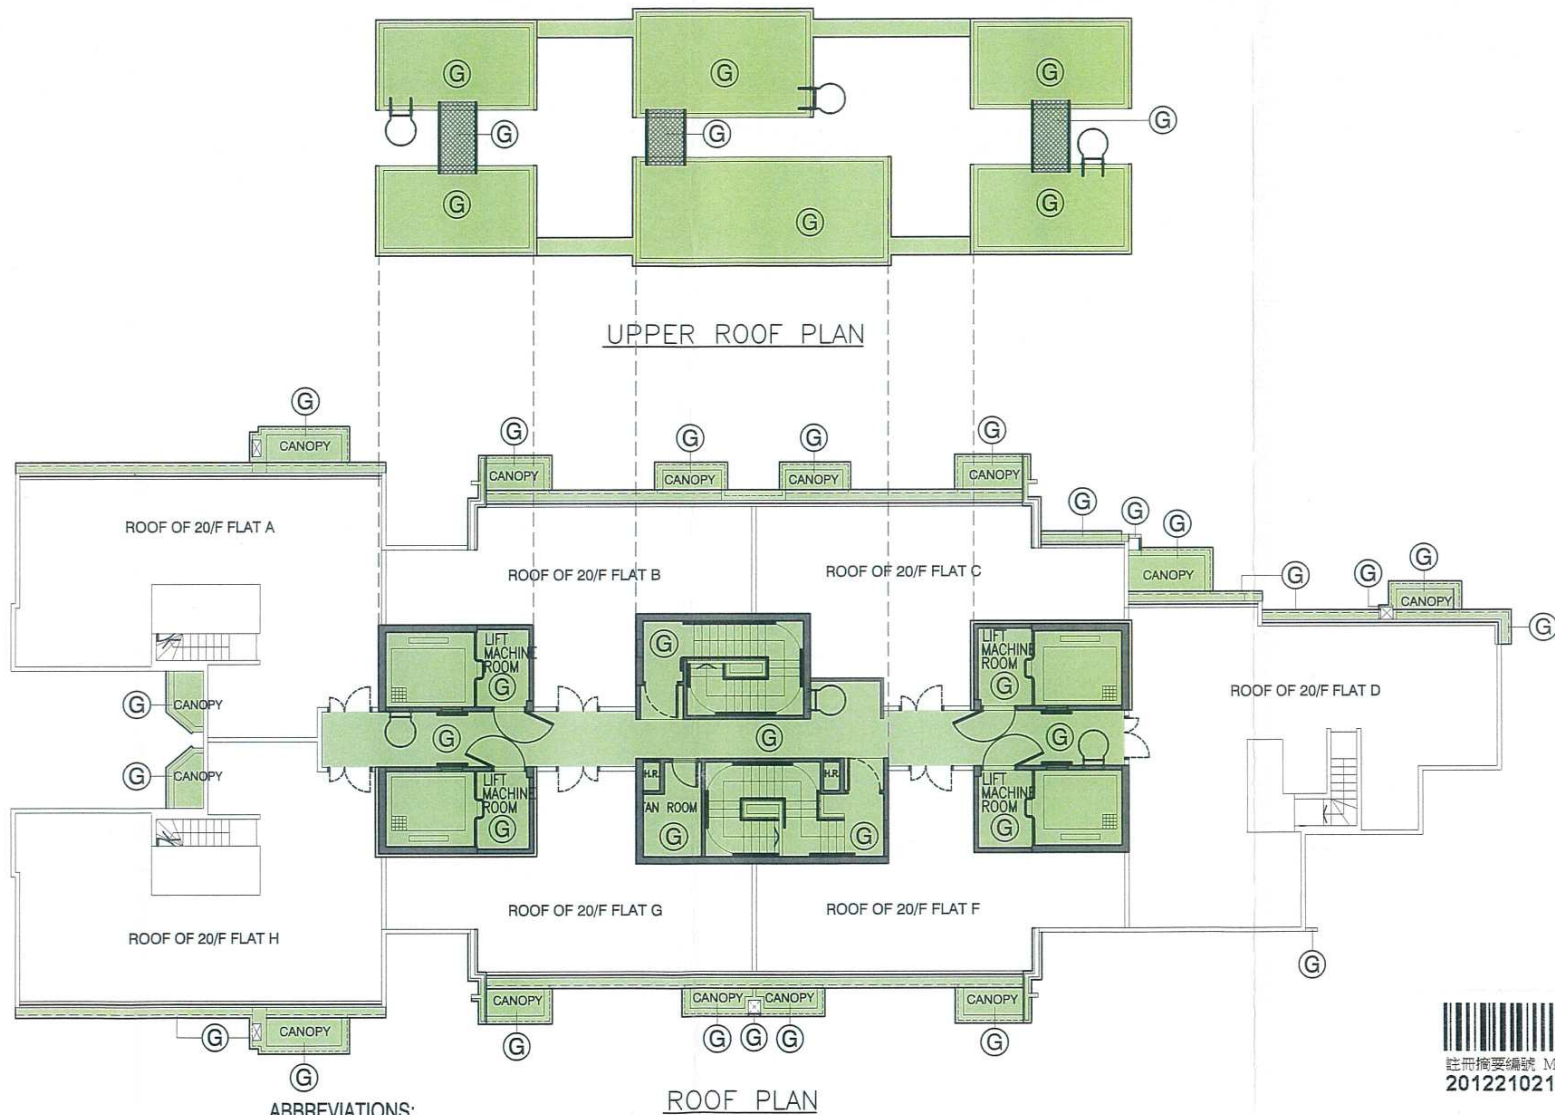 G
G
G
G
G
G
G
G
G
UPPER ROOF PLAN
G
CANOPY
G
CANOPY
G
CANOPY
G
CANOPY
G
CANOPY
ROOF OF 20/F FLAT A
ROOF OF 20/F FLAT B
ROOF OF 20/F FLAT C
G
G
G
CANOPY
G
G
G
CANOPY
G
LIFT
MACHINE
ROOM
G
G
LIFT
MACHINE
ROOM
G
ROOF OF 20/F FLAT D
G
CANOPY
G
CANOPY
G
G
G
LIFT
MACHINE
ROOM
G
H.R.
H.R.
FAN ROOM
G
G
LIFT
MACHINE
ROOM
G
ROOF OF 20/F FLAT H
ROOF OF 20/F FLAT G
ROOF OF 20/F FLAT F
G
CANOPY
G
CANOPY
CANOPY
G
G
G
CANOPY
G
G
CANOPY
G
ROOF PLAN
ABBREVIATIONS:
註冊摘要編號 M
201221021